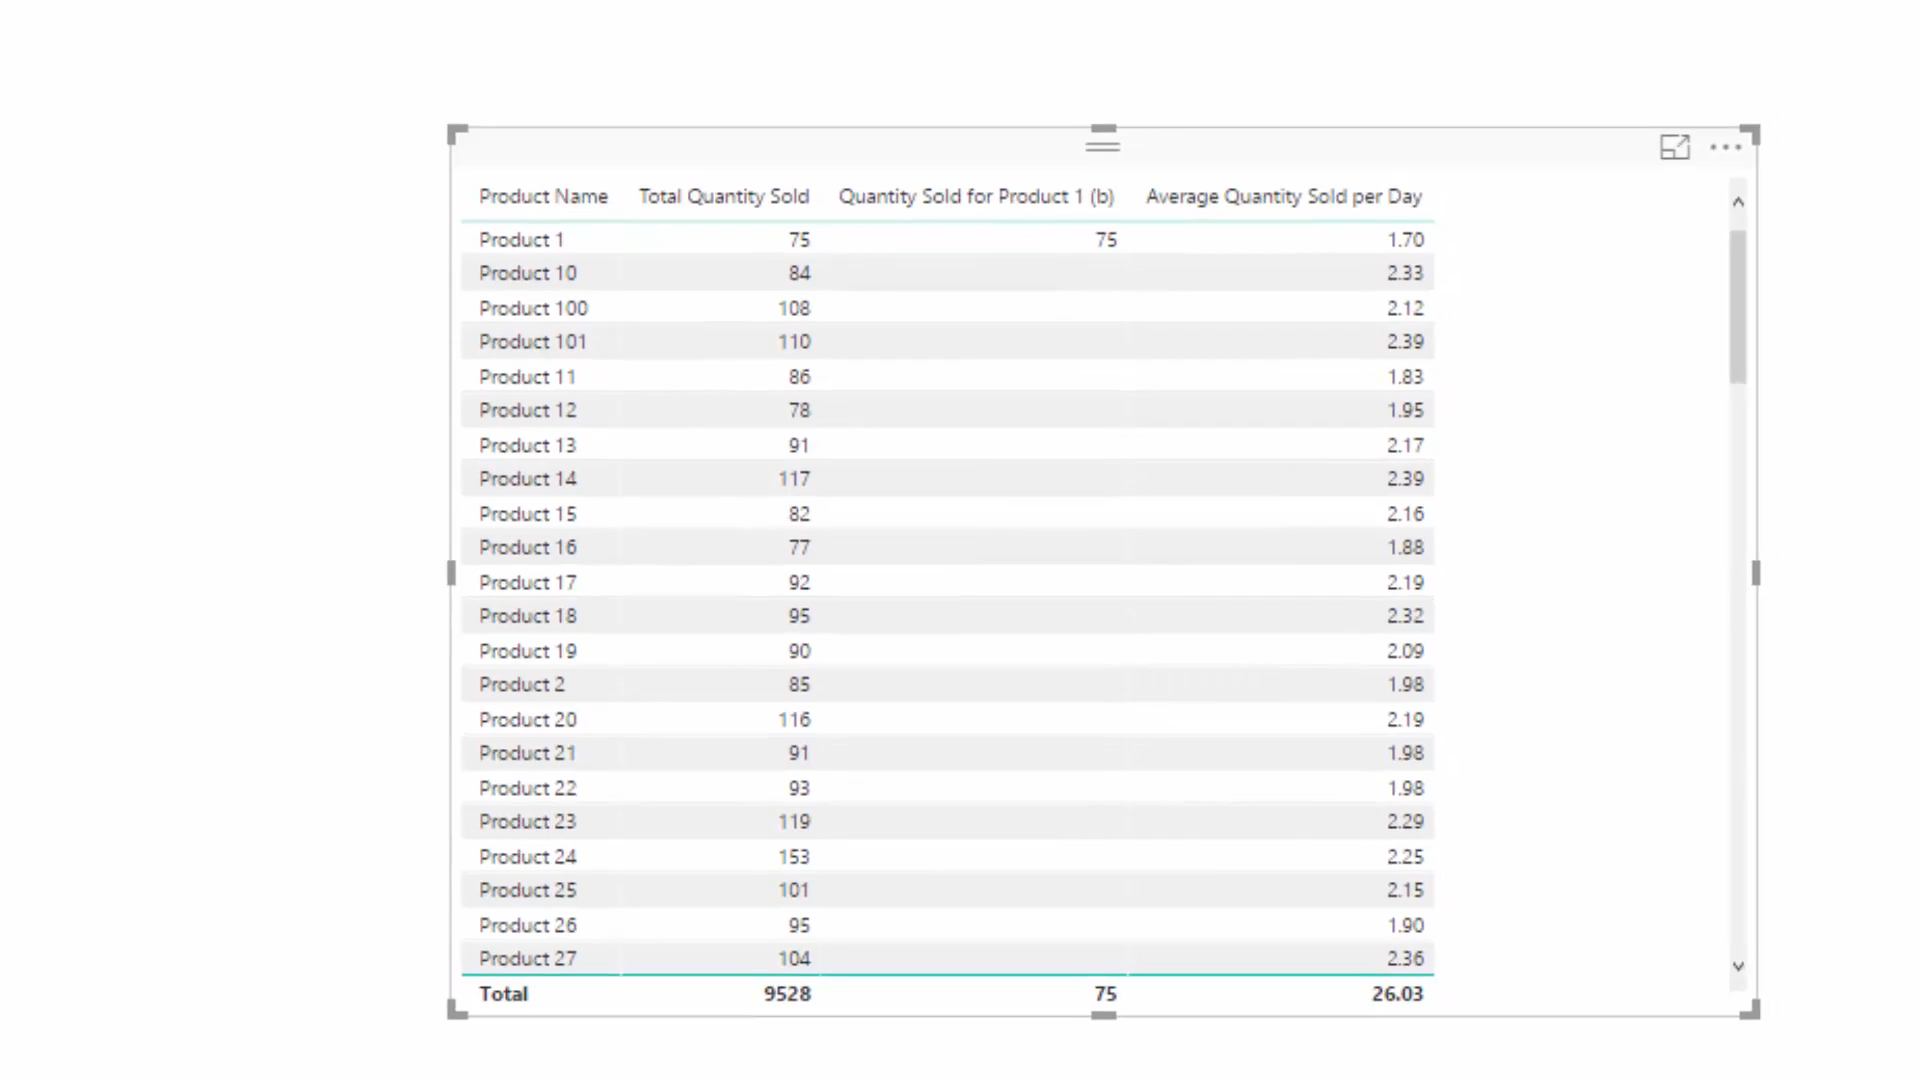 Product Name Total Quantity Sold Quantity Sold for Product 1 (b) Average Quantity Sold per Day
Product 1 75 75 1.70
Product 10 84 2.33
Product 100 108 2.12
Product 101 110 2.39
Product 11 86 1.83
Product 12 78 1.95
Product 13 91 2.17
Product 14 117 2.39
Product 15 82 2.16
Product 16 77 1.88
Product 17 92 2.19
Product 18 95 2.32
Product 19 90 2.09
Product 2 85 1.98
Product 20 116 2.19
Product 21 91 1.98
Product 22 93 1.98
Product 23 119 2.29
Product 24 153 2.25
Product 25 101 2.15
Product 26 95 1.90
Product 27 104 2.36
Total 9528 75 26.03